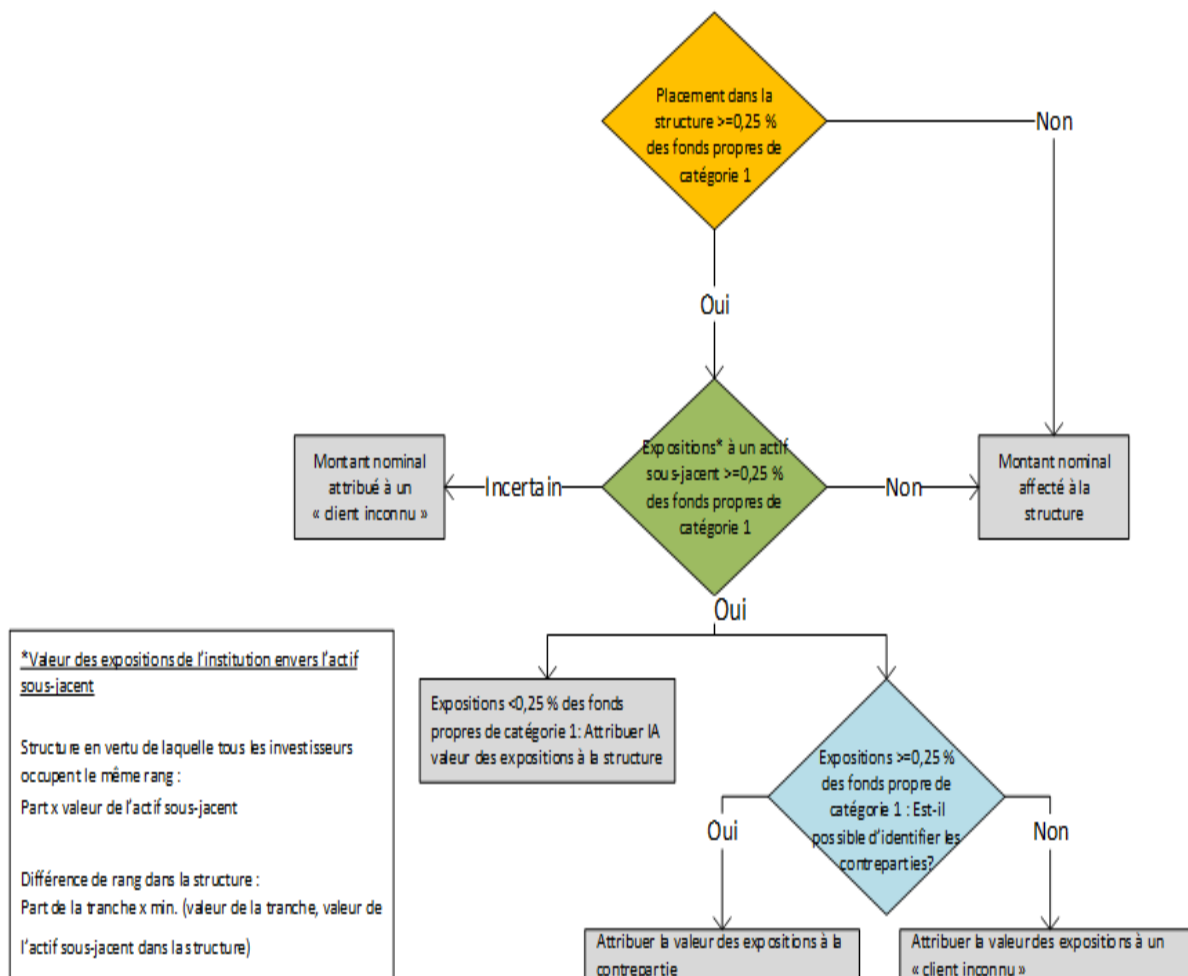 Placement dans la
structure >=0,25 %
des fonds propres de
catégorie 1
Non
Oui
Expositions* à un actif
sous-jacent >=0,25 %
des fonds propres de
catégorie 1
Incertain
Montant nominal
attribué à un
« client inconnu »
Non
Montant nominal
affecté à la
structure
Oui
Expositions <0,25 % des fonds
propres de catégorie 1: Attribuer lA
valeur des expositions à la structure
Expositions >=0,25 %
des fonds propre de
catégorie 1 : Est-il
possible d'identifier les
contreparties?
Oui
Non
Attribuer la valeur des expositions à la
contrepartie
Attribuer la valeur des expositions à un
« client inconnu »
*Valeur des expositions de l'institution envers l'actif
sous-jacent
Structure en vertu de laquelle tous les investisseurs
occupent le même rang :
Part x valeur de l'actif sous-jacent
Différence de rang dans la structure :
Part de la tranche x min. (valeur de la tranche, valeur de
l'actif sous-jacent dans la structure)